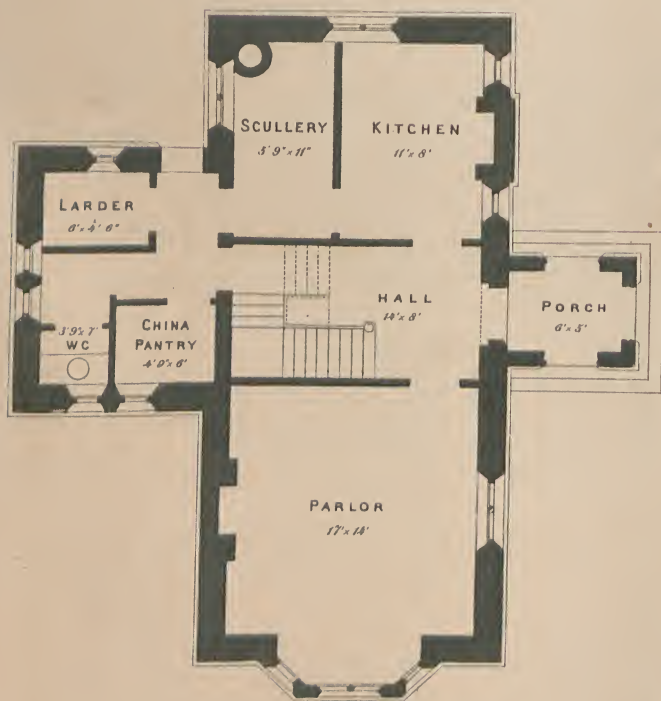 SCULLERY
5' 9" x 11"
KITCHEN
11' x 8'
LARDER
6' x 4' 6"
HALL
14' x 8'
PORCH
6' x 5'
3' 9" x 7'
WC
CHINA
PANTRY
4' 0" x 6'
PARLOR
17' x 14'